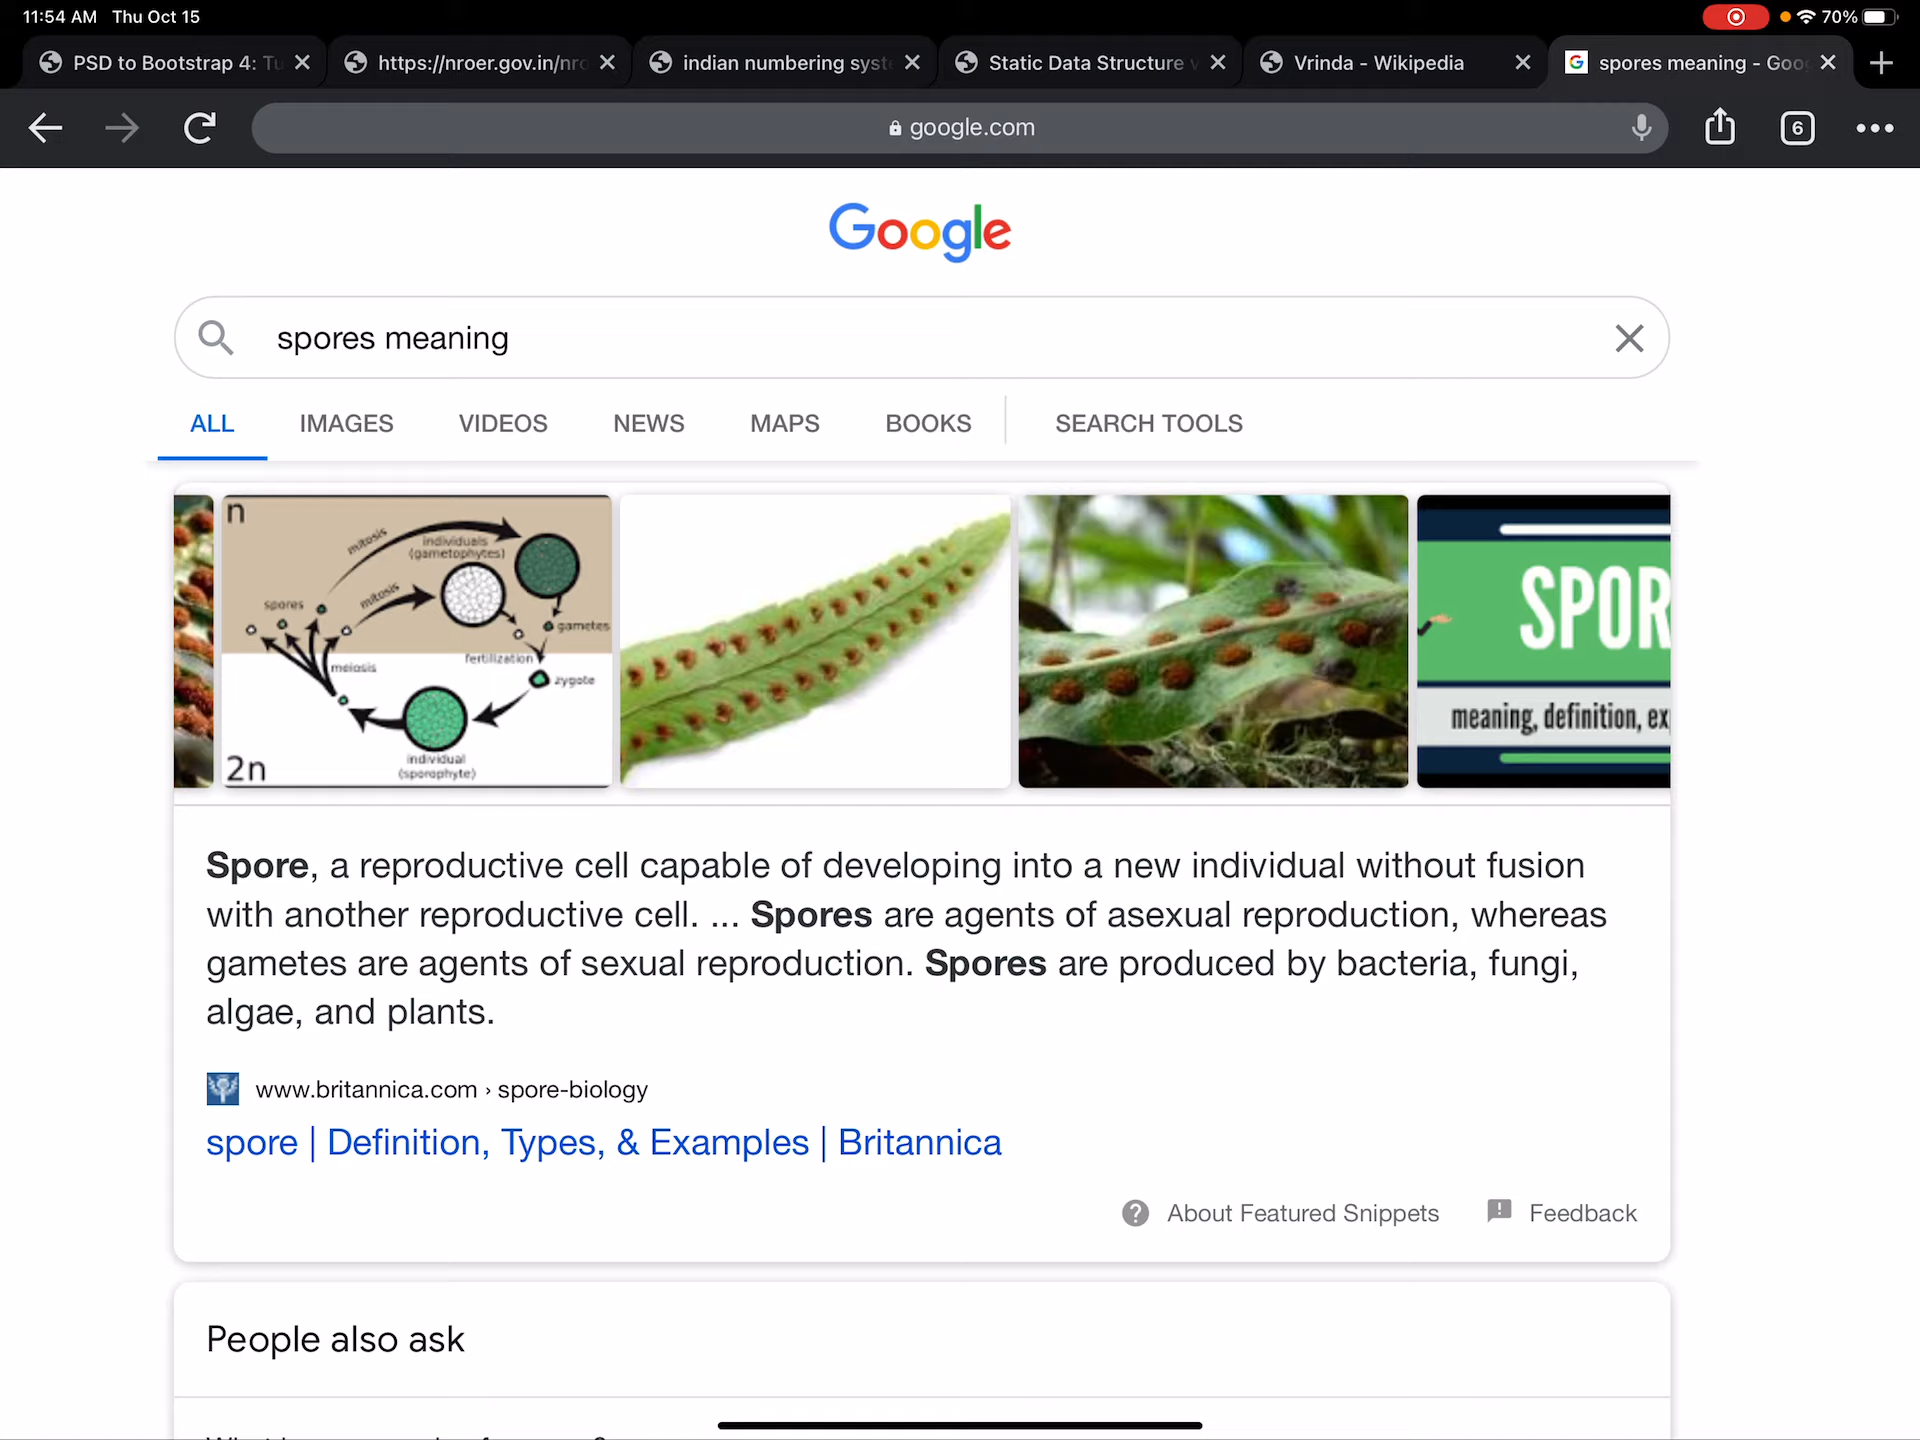 11:54 AM Thu Oct 15
70%
PSD to Bootstrap 4: Tu
https://nroer.gov.in/nro
indian numbering syste
Static Data Structure v
Vrinda - Wikipedia
spores meaning - Goog
google.com
6
Google
spores meaning
ALL IMAGES VIDEOS NEWS MAPS BOOKS SEARCH TOOLS
n
mitosis
individuals
(gametophytes)
mitosis
spores
gametes
fertilization
meiosis
zygote
individual
(sporophyte)
2n
SPOR
meaning, definition, ex
Spore, a reproductive cell capable of developing into a new individual without fusion
with another reproductive cell. ... Spores are agents of asexual reproduction, whereas
gametes are agents of sexual reproduction. Spores are produced by bacteria, fungi,
algae, and plants.
www.britannica.com › spore-biology
spore | Definition, Types, & Examples | Britannica
About Featured Snippets Feedback
People also ask